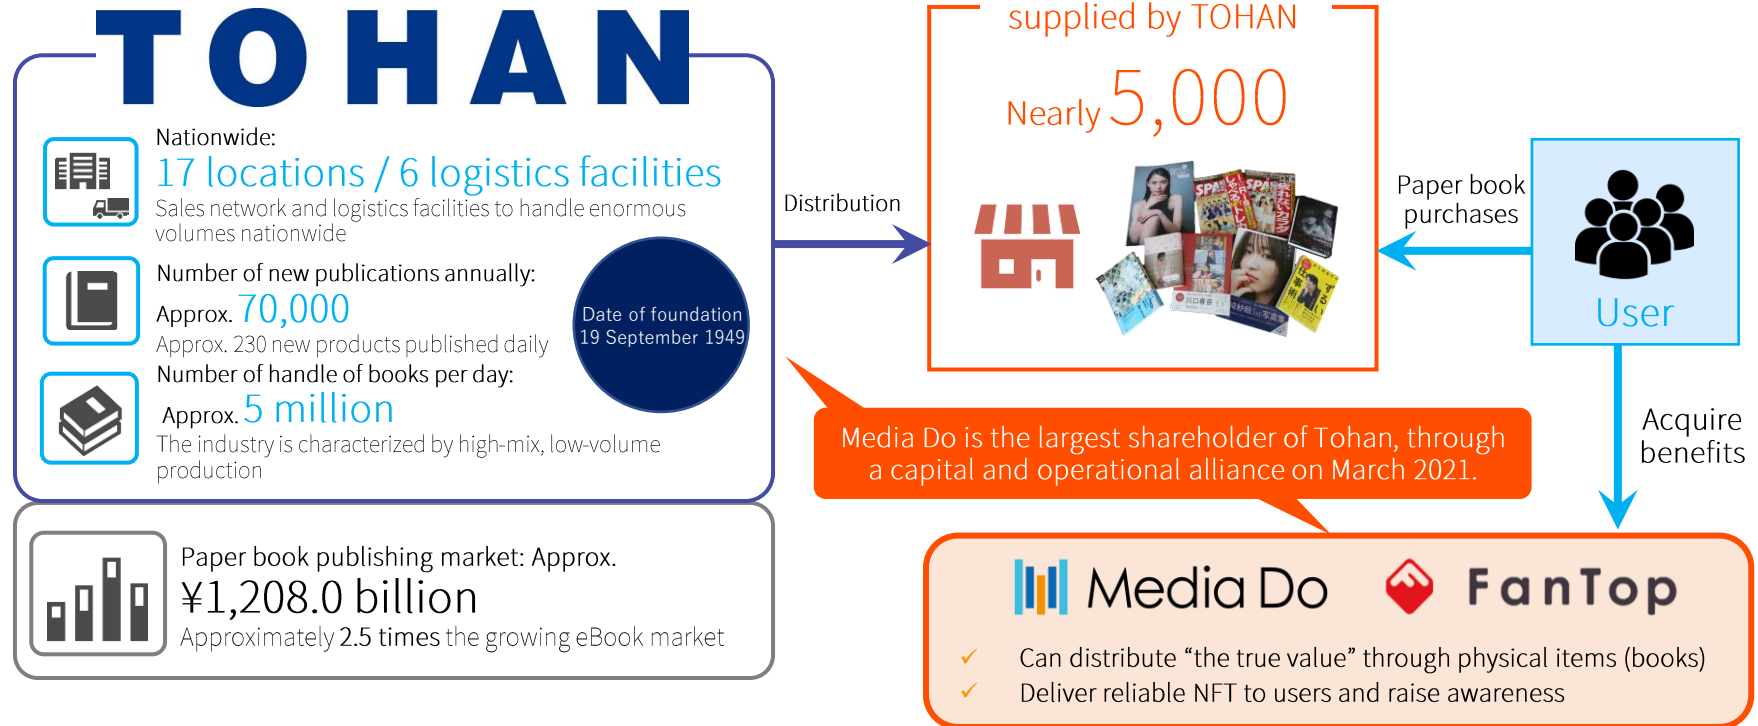 TOHAN
Nationwide:
17 locations / 6 logistics facilities
Sales network and logistics facilities to handle enormous
volumes nationwide
Number of new publications annually:
Approx. 70,000
Approx. 230 new products published daily
Number of handle of books per day:
Approx. 5 million
The industry is characterized by high-mix, low-volume
production
Date of foundation
19 September 1949
Paper book publishing market: Approx.
¥1,208.0 billion
Approximately 2.5 times the growing eBook market
Distribution
supplied by TOHAN
Nearly 5,000
SPA
SPA
Paper book
purchases
User
Acquire
benefits
Media Do is the largest shareholder of Tohan, through
a capital and operational alliance on March 2021.
Media Do
FanTop
✓ Can distribute “the true value” through physical items (books)
✓ Deliver reliable NFT to users and raise awareness